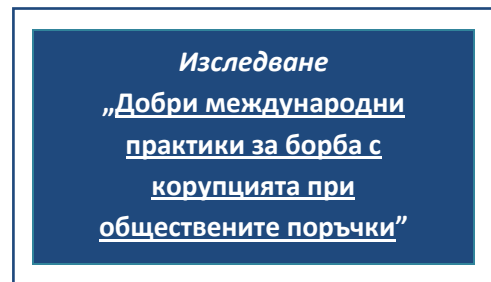 Изследване
„Добри международни
практики за борба с
корупцията при
обществените поръчки”